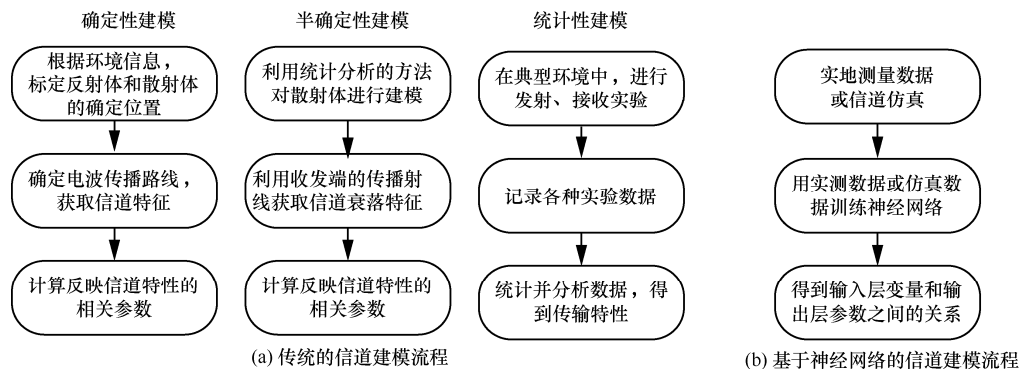 确定性建模
根据环境信息，
标定反射体和散射体
的确定位置
确定电波传播路线，
获取信道特征
计算反映信道特性的
相关参数
半确定性建模
利用统计分析的方法
对散射体进行建模
利用收发端的传播射
线获取信道衰落特征
计算反映信道特性的
相关参数
统计性建模
在典型环境中，进行
发射、接收实验
记录各种实验数据
统计并分析数据，得
到传输特性
(a) 传统的信道建模流程
实地测量数据
或信道仿真
用实测数据或仿真数
据训练神经网络
得到输入层变量和输
出层参数之间的关系
(b) 基于神经网络的信道建模流程